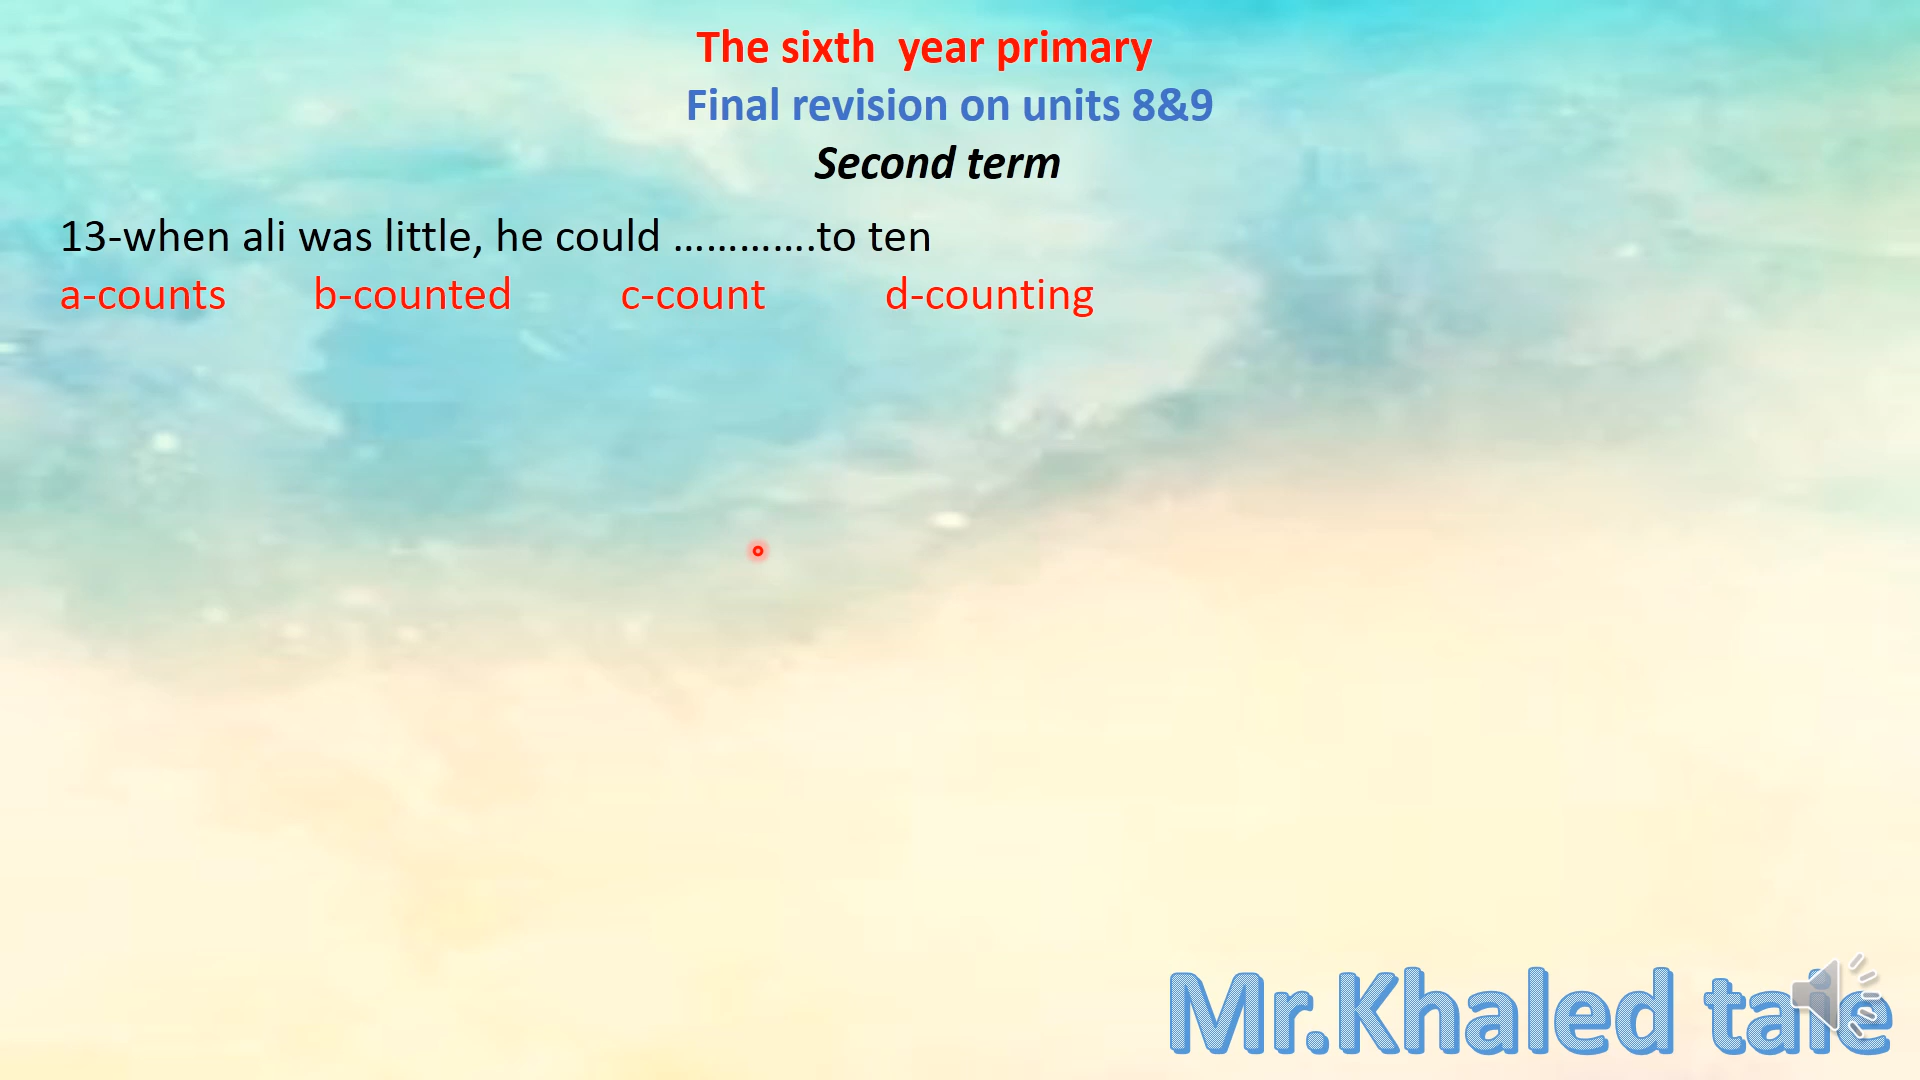 The sixth  year primary
Final revision on units 8&9
Second term
13-when ali was little, he could ………….to ten
a-counts b-counted c-count d-counting
Mr.Khaled